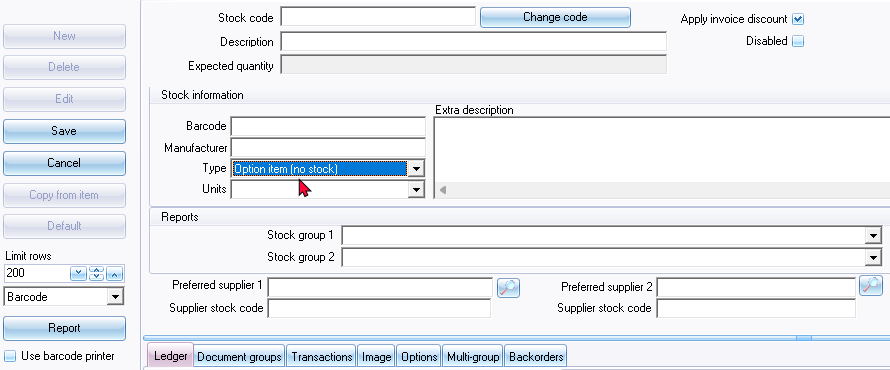 Stock code Change code Apply invoice discount
New Description Disabled
Delete Expected quantity
Edit Stock information
Extra description
Save Barcode
Manufacturer
Cancel Type Option item (no stock)
Units
Copy from item
Default Reports
Stock group 1
Limit rows Stock group 2
200
Barcode Preferred supplier 1 Preferred supplier 2
Supplier stock code Supplier stock code
Report
Use barcode printer Ledger Document groups Transactions Image Options Multi-group Backorders